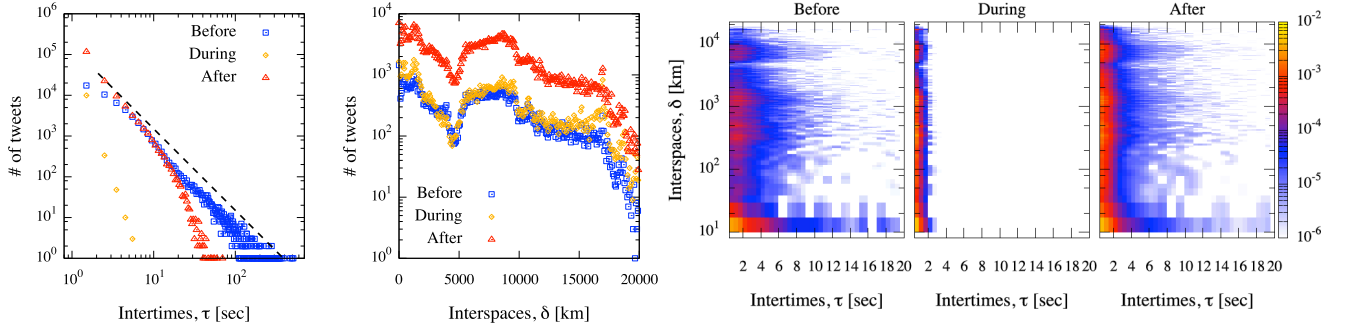 Before
During
After
# of tweets
10^6
10^5
10^4
10^3
10^2
10^1
10^0
10^0 10^1 10^2
Intertimes, τ [sec]
# of tweets
10^4
10^3
10^2
10^1
10^0
Before
During
After
0 5000 10000 15000 20000
Interspaces, δ [km]
Before During After
Interspaces, δ [km]
10^4
10^3
10^2
10^1
2 4 6 8 10 12 14 16 18 20
2 4 6 8 10 12 14 16 18 20
2 4 6 8 10 12 14 16 18 20
Intertimes, τ [sec] Intertimes, τ [sec] Intertimes, τ [sec]
10^-2
10^-3
10^-4
10^-5
10^-6